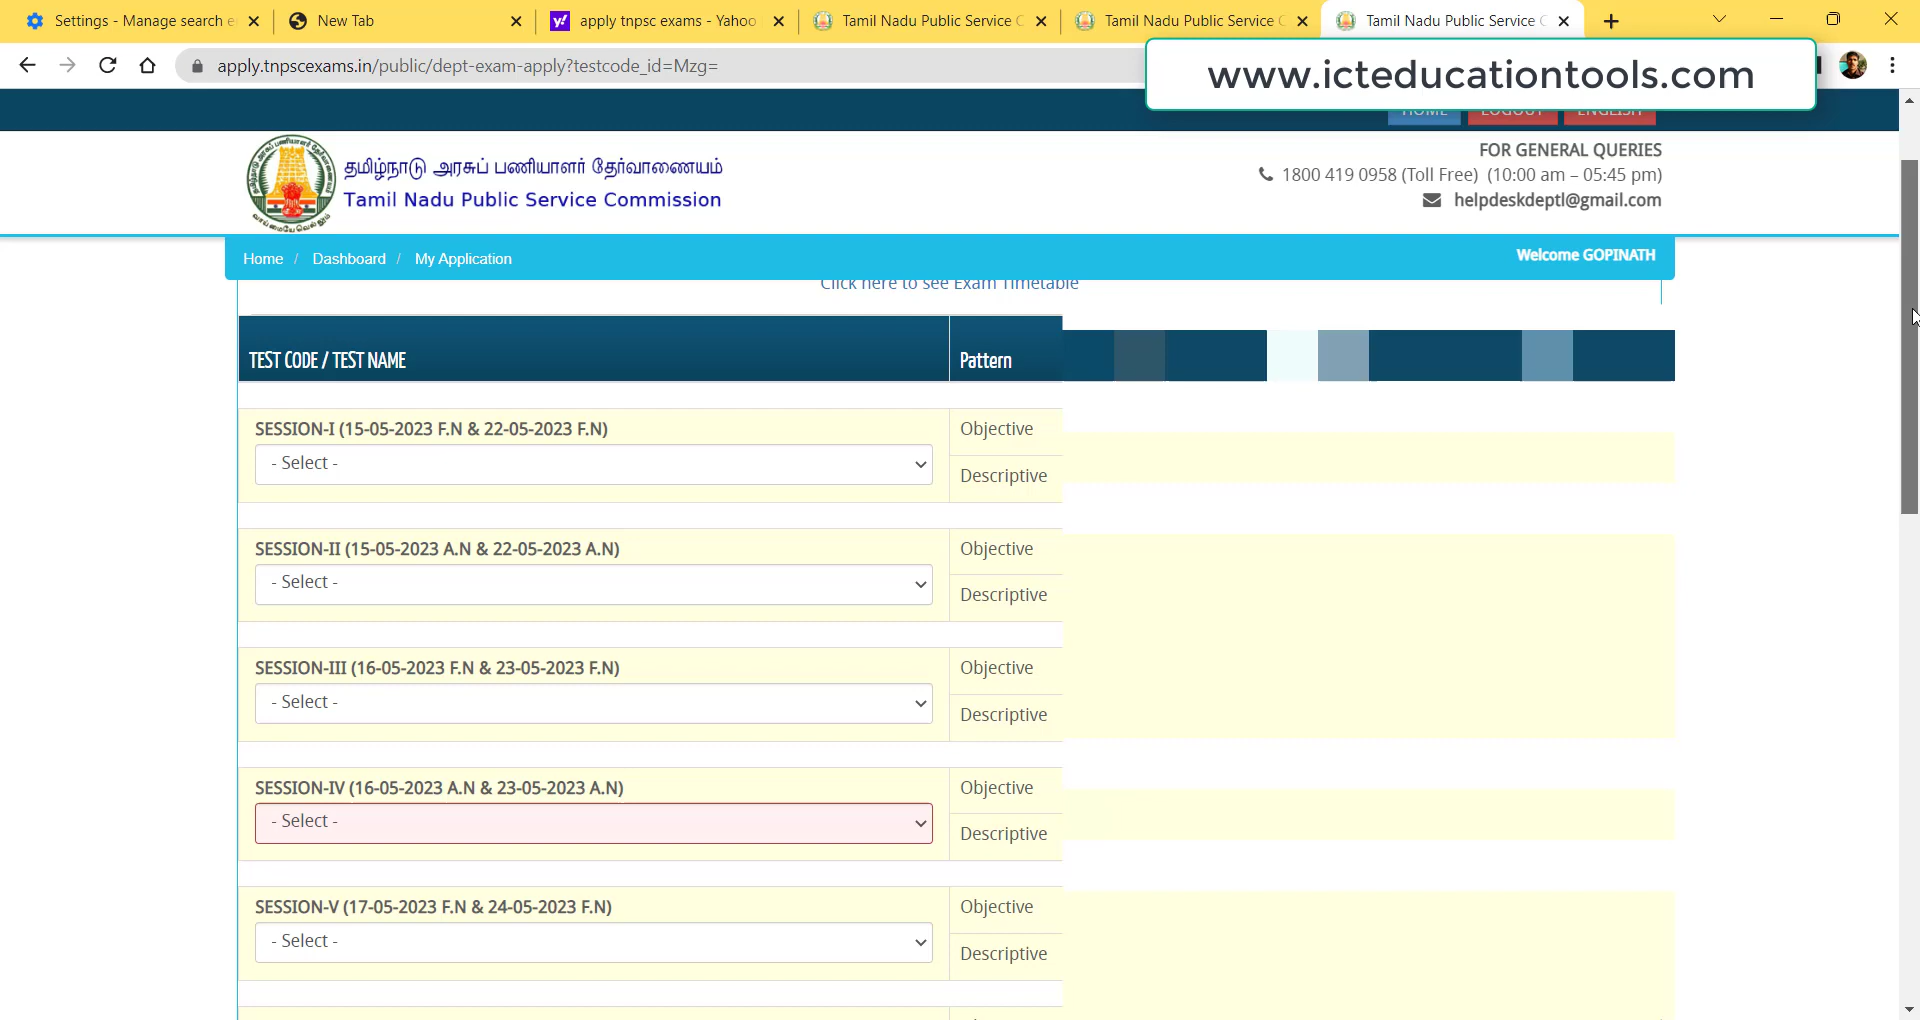 Settings - Manage search e
New Tab
apply tnpsc exams - Yahoo
Tamil Nadu Public Service C
Tamil Nadu Public Service C
Tamil Nadu Public Service C
apply.tnpscexams.in/public/dept-exam-apply?testcode_id=Mzg=
www.icteducationtools.com
HOME
LOGOUT
ENGLISH
தமிழ்நாடு அரசுப் பணியாளர் தேர்வாணையம்
Tamil Nadu Public Service Commission
FOR GENERAL QUERIES
1800 419 0958 (Toll Free) (10:00 am – 05:45 pm)
helpdeskdeptl@gmail.com
Home / Dashboard / My Application
Welcome GOPINATH
Click here to see Exam Timetable
TEST CODE / TEST NAME
Pattern
SESSION-I (15-05-2023 F.N & 22-05-2023 F.N)
- Select -
Objective
Descriptive
SESSION-II (15-05-2023 A.N & 22-05-2023 A.N)
- Select -
Objective
Descriptive
SESSION-III (16-05-2023 F.N & 23-05-2023 F.N)
- Select -
Objective
Descriptive
SESSION-IV (16-05-2023 A.N & 23-05-2023 A.N)
- Select -
Objective
Descriptive
SESSION-V (17-05-2023 F.N & 24-05-2023 F.N)
- Select -
Objective
Descriptive